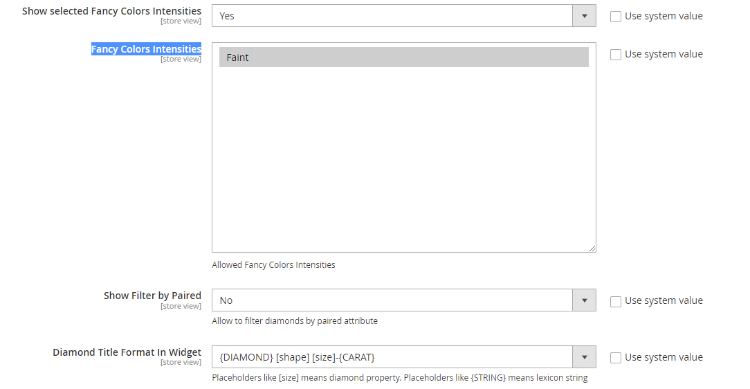 Show selected Fancy Colors Intensities Yes Use system value
[store view]
Fancy Colors Intensities Faint Use system value
[store view]
Allowed Fancy Colors Intensities
Show Filter by Paired No Use system value
[store view]
Allow to filter diamonds by paired attribute
Diamond Title Format In Widget {DIAMOND} [shape] [size]-{CARAT} Use system value
[store view]
Placeholders like [size] means diamond property. Placeholders like {STRING} means lexicon string